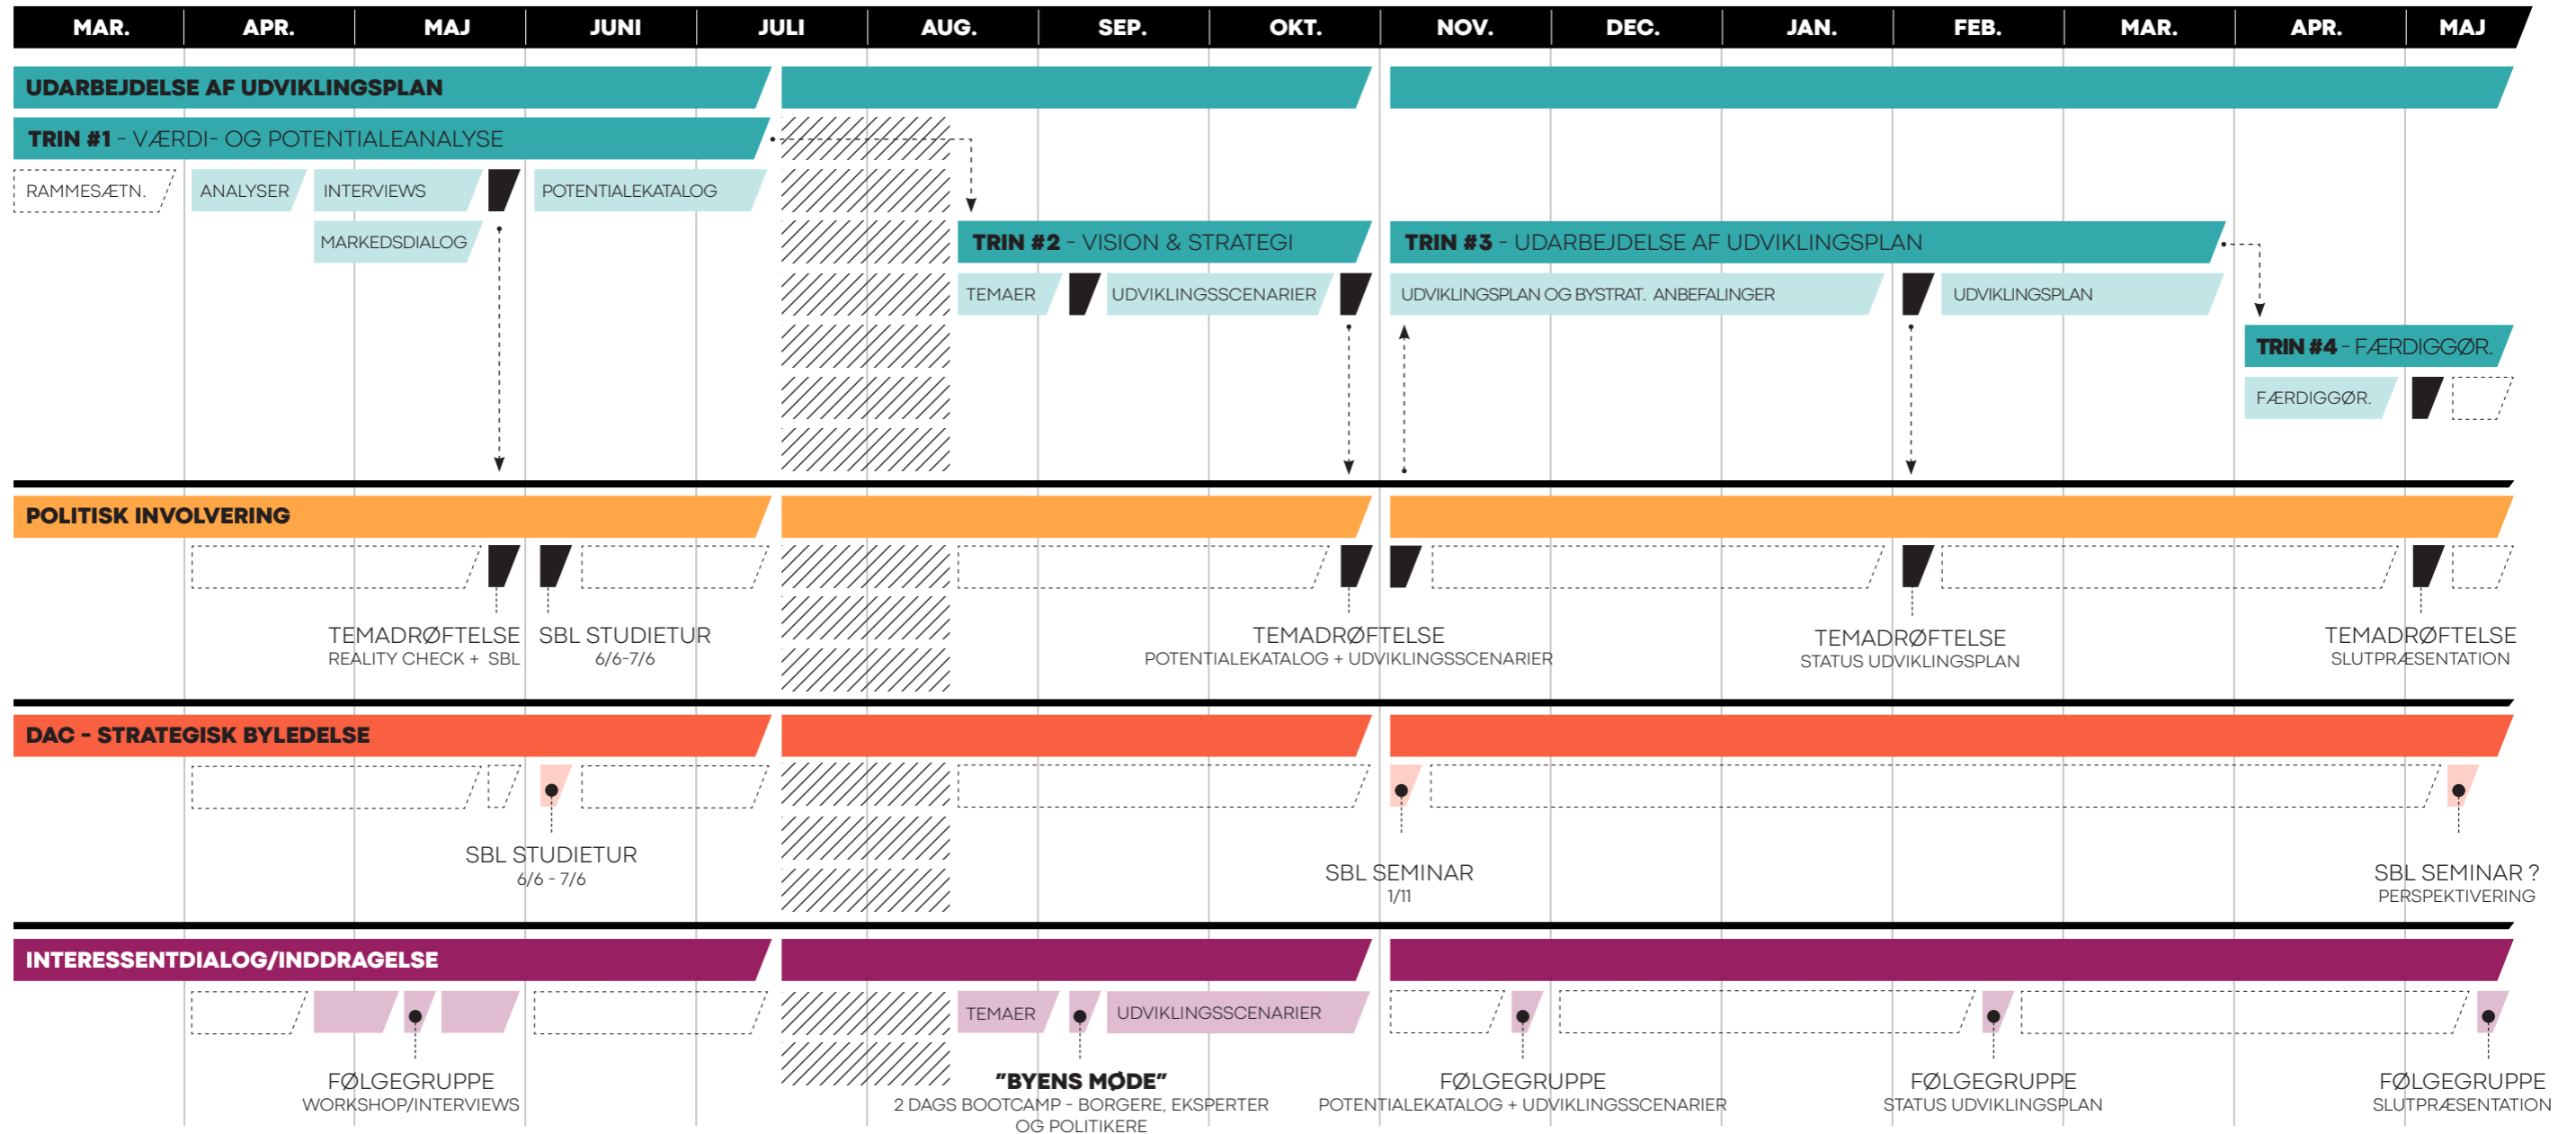 MAR. APR. MAJ JUNI JULI AUG. SEP. OKT. NOV. DEC. JAN. FEB. MAR. APR. MAJ
UDARBEJDELSE AF UDVIKLINGSPLAN
TRIN #1 - VÆRDI- OG POTENTIALEANALYSE
RAMMESÆTN. ANALYSER INTERVIEWS POTENTIALEKATALOG
MARKEDSDIALOG TRIN #2 - VISION & STRATEGI TRIN #3 - UDARBEJDELSE AF UDVIKLINGSPLAN
TEMAER UDVIKLINGSSCENARIER UDVIKLINGSPLAN OG BYSTRAT. ANBEFALINGER UDVIKLINGSPLAN
TRIN #4 - FÆRDIGGØR.
FÆRDIGGØR.
POLITISK INVOLVERING
TEMADRØFTELSE SBL STUDIETUR TEMADRØFTELSE TEMADRØFTELSE TEMADRØFTELSE
REALITY CHECK + SBL 6/6-7/6 POTENTIALEKATALOG + UDVIKLINGSSCENARIER STATUS UDVIKLINGSPLAN SLUTPRÆSENTATION
DAC - STRATEGISK BYLEDELSE
SBL STUDIETUR SBL SEMINAR SBL SEMINAR ?
6/6 - 7/6 1/11 PERSPEKTIVERING
INTERESSENTDIALOG/INDDRAGELSE
TEMAER UDVIKLINGSSCENARIER
FØLGEGRUPPE "BYENS MØDE" FØLGEGRUPPE FØLGEGRUPPE FØLGEGRUPPE
WORKSHOP/INTERVIEWS 2 DAGS BOOTCAMP - BORGERE, EKSPERTER POTENTIALEKATALOG + UDVIKLINGSSCENARIER STATUS UDVIKLINGSPLAN SLUTPRÆSENTATION
OG POLITIKERE